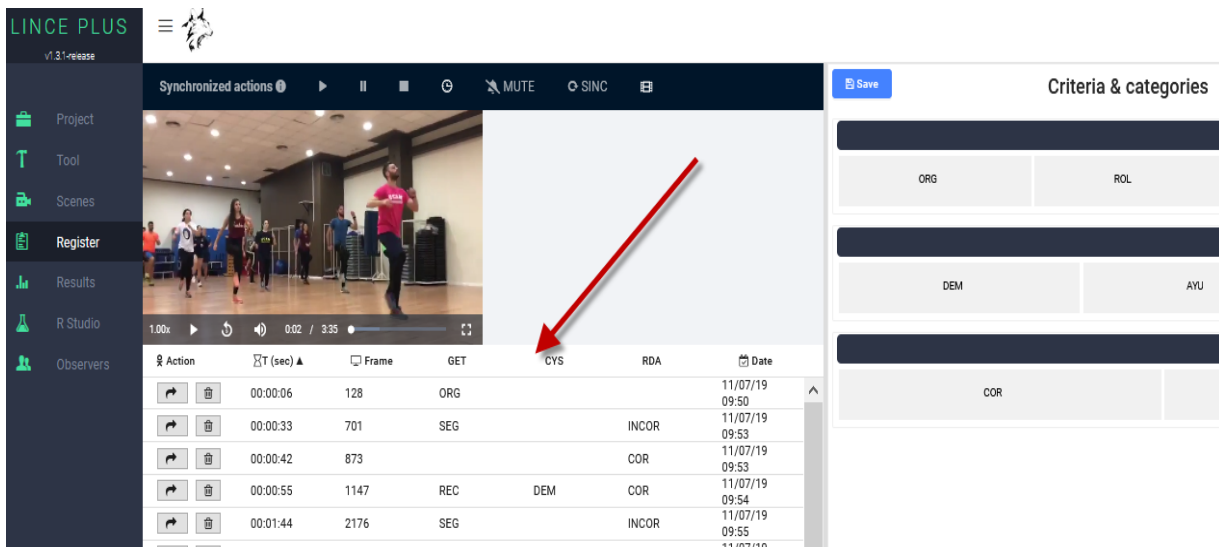 LINCE PLUS
v1.3.1-release
Project
Tool
Scenes
Register
Results
R Studio
Observers
Synchronized actions MUTE SINC
1.00x 5 0:02 / 3:35
Action T (sec) ▲ Frame GET CYS RDA Date
00:00:06 128 ORG 11/07/19
09:50
00:00:33 701 SEG INCOR 11/07/19
09:53
00:00:42 873 COR 11/07/19
09:53
00:00:55 1147 REC DEM COR 11/07/19
09:54
00:01:44 2176 SEG INCOR 11/07/19
09:55
Save Criteria & categories
ORG ROL
DEM AYU
COR